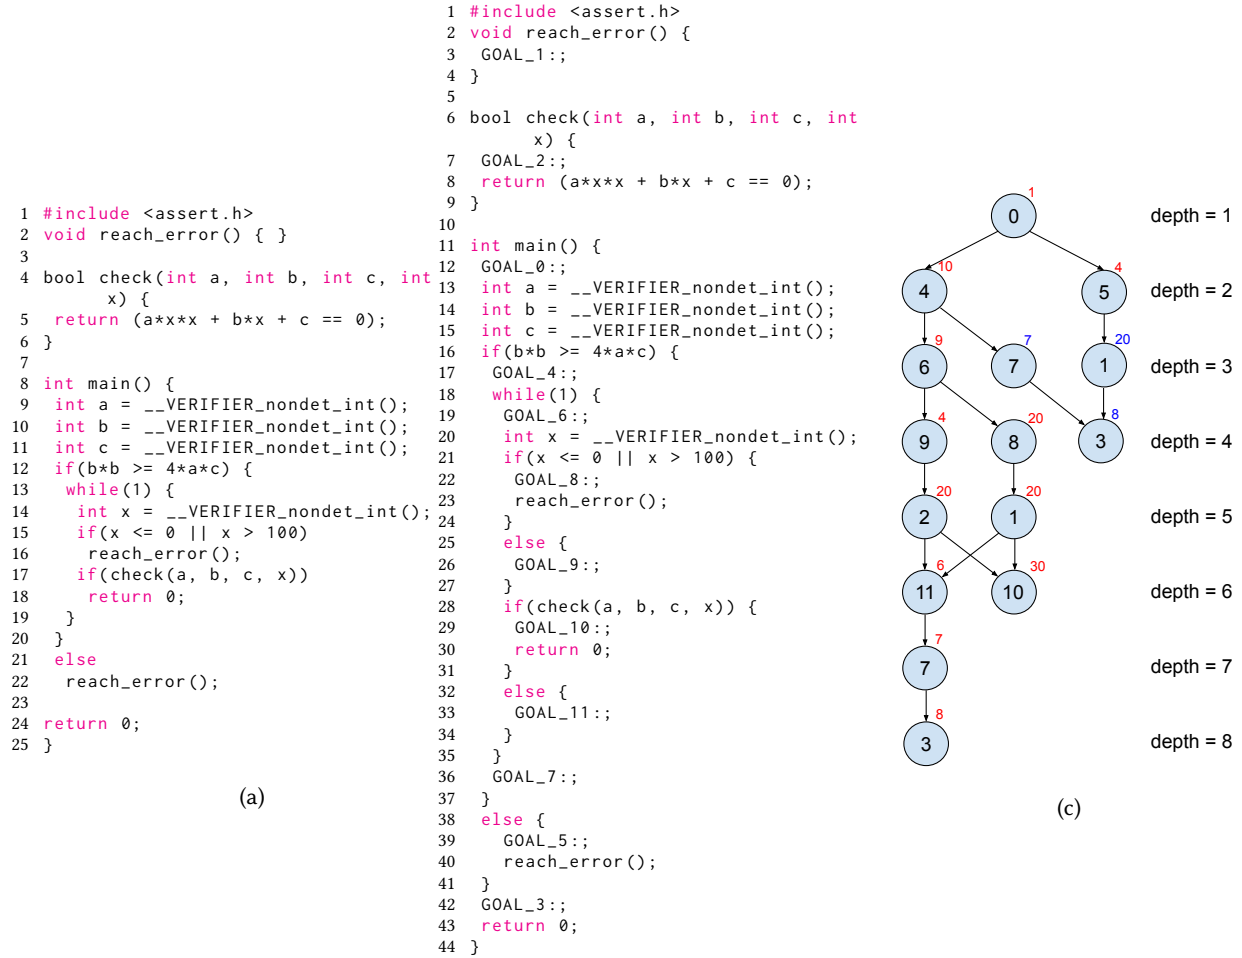 1 #include <assert.h>
2 void reach_error() { }
3
4 bool check(int a, int b, int c, int
x) {
5 return (a*x*x + b*x + c == 0);
6 }
7
8 int main() {
9 int a = __VERIFIER_nondet_int();
10 int b = __VERIFIER_nondet_int();
11 int c = __VERIFIER_nondet_int();
12 if(b*b >= 4*a*c) {
13 while(1) {
14 int x = __VERIFIER_nondet_int();
15 if(x <= 0 || x > 100)
16 reach_error();
17 if(check(a, b, c, x))
18 return 0;
19 }
20 }
21 else
22 reach_error();
23
24 return 0;
25 }
(a)
1 #include <assert.h>
2 void reach_error() {
3 GOAL_1:;
4 }
5
6 bool check(int a, int b, int c, int
x) {
7 GOAL_2:;
8 return (a*x*x + b*x + c == 0);
9 }
10
11 int main() {
12 GOAL_0:;
13 int a = __VERIFIER_nondet_int();
14 int b = __VERIFIER_nondet_int();
15 int c = __VERIFIER_nondet_int();
16 if(b*b >= 4*a*c) {
17 GOAL_4:;
18 while(1) {
19 GOAL_6:;
20 int x = __VERIFIER_nondet_int();
21 if(x <= 0 || x > 100) {
22 GOAL_8:;
23 reach_error();
24 }
25 else {
26 GOAL_9:;
27 }
28 if(check(a, b, c, x)) {
29 GOAL_10:;
30 return 0;
31 }
32 else {
33 GOAL_11:;
34 }
35 }
36 GOAL_7:;
37 }
38 else {
39 GOAL_5:;
40 reach_error();
41 }
42 GOAL_3:;
43 return 0;
44 }
1
0 depth = 1
10 4
4 5 depth = 2
9 7 20
6 7 1 depth = 3
4 20 8
9 8 3 depth = 4
20 20
2 1 depth = 5
6 30
11 10 depth = 6
7
7 depth = 7
8
3 depth = 8
(c)